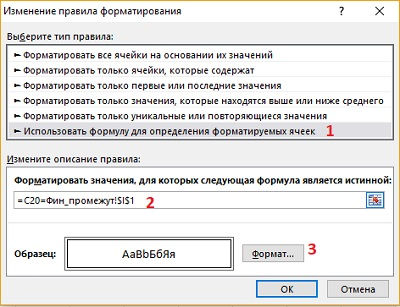 Изменение правила форматирования
Выберите тип правила:
► Форматировать все ячейки на основании их значений
► Форматировать только ячейки, которые содержат
► Форматировать только первые или последние значения
► Форматировать только значения, которые находятся выше или ниже среднего
► Форматировать только уникальные или повторяющиеся значения
► Использовать формулу для определения форматируемых ячеек 1
Измените описание правила:
Форматировать значения, для которых следующая формула является истинной:
=C20=Фин_промежут!$I$1 2
Образец: АаВbБбЯя Формат... 3
ОК Отмена